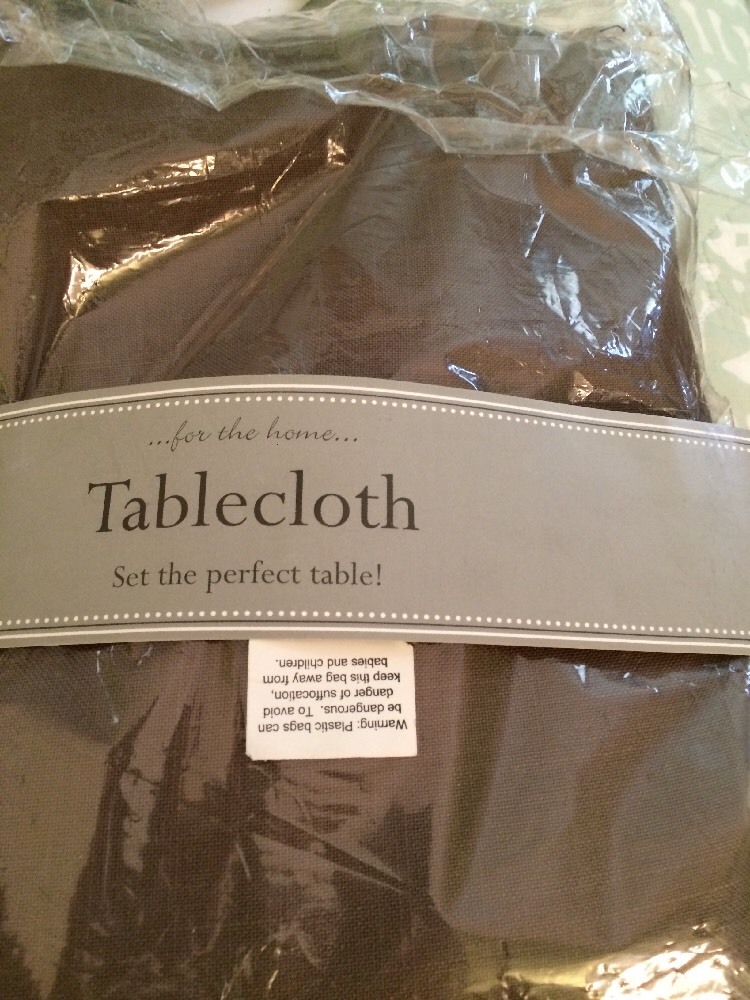 ...for the home...
Tablecloth
Set the perfect table!
Warning: Plastic bags can
be dangerous. To avoid
danger of suffocation,
keep this bag away from
babies and children.